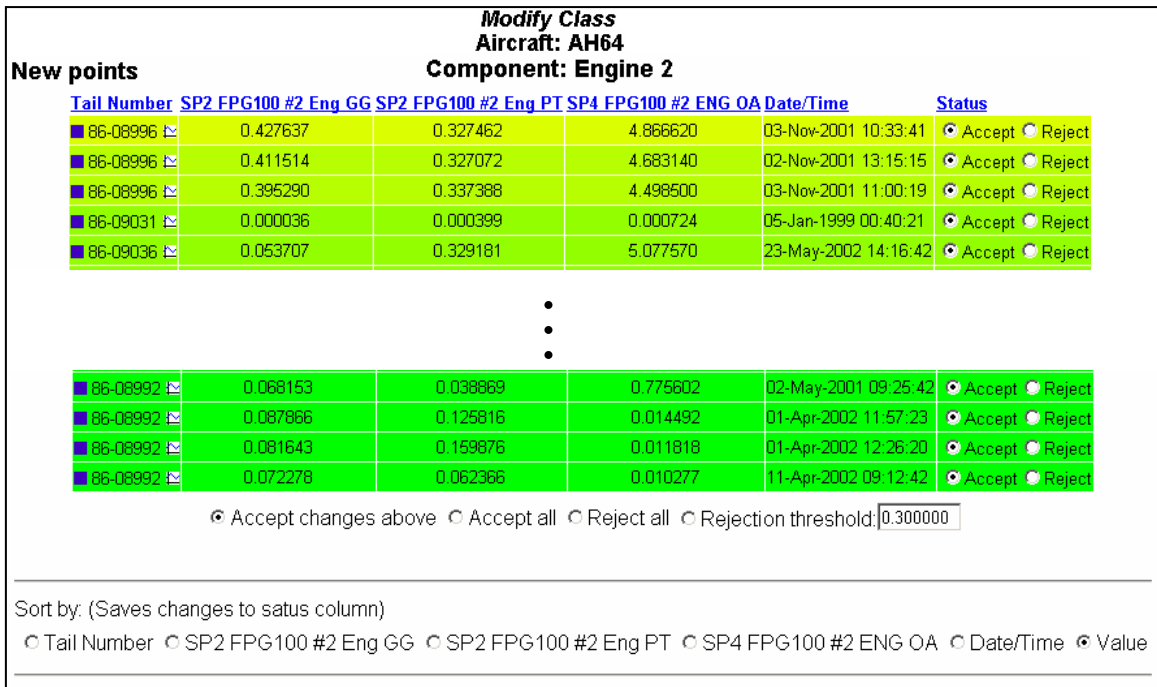 Modify Class
Aircraft: AH64
New points Component: Engine 2
Tail Number SP2 FPG100 #2 Eng GG SP2 FPG100 #2 Eng PT SP4 FPG100 #2 ENG OA Date/Time Status
86-08996 0.427637 0.327462 4.866620 03-Nov-2001 10:33:41 Accept Reject
86-08996 0.411514 0.327072 4.683140 02-Nov-2001 13:15:15 Accept Reject
86-08996 0.395290 0.337388 4.498500 03-Nov-2001 11:00:19 Accept Reject
86-09031 0.000036 0.000399 0.000724 05-Jan-1999 00:40:21 Accept Reject
86-09036 0.053707 0.329181 5.077570 23-May-2002 14:16:42 Accept Reject
86-08992 0.068153 0.038869 0.775602 02-May-2001 09:25:42 Accept Reject
86-08992 0.087866 0.125816 0.014492 01-Apr-2002 11:57:23 Accept Reject
86-08992 0.081643 0.159876 0.011818 01-Apr-2002 12:26:20 Accept Reject
86-08992 0.072278 0.062366 0.010277 11-Apr-2002 09:12:42 Accept Reject
Accept changes above Accept all Reject all Rejection threshold: 0.300000
Sort by: (Saves changes to satus column)
Tail Number SP2 FPG100 #2 Eng GG SP2 FPG100 #2 Eng PT SP4 FPG100 #2 ENG OA Date/Time Value